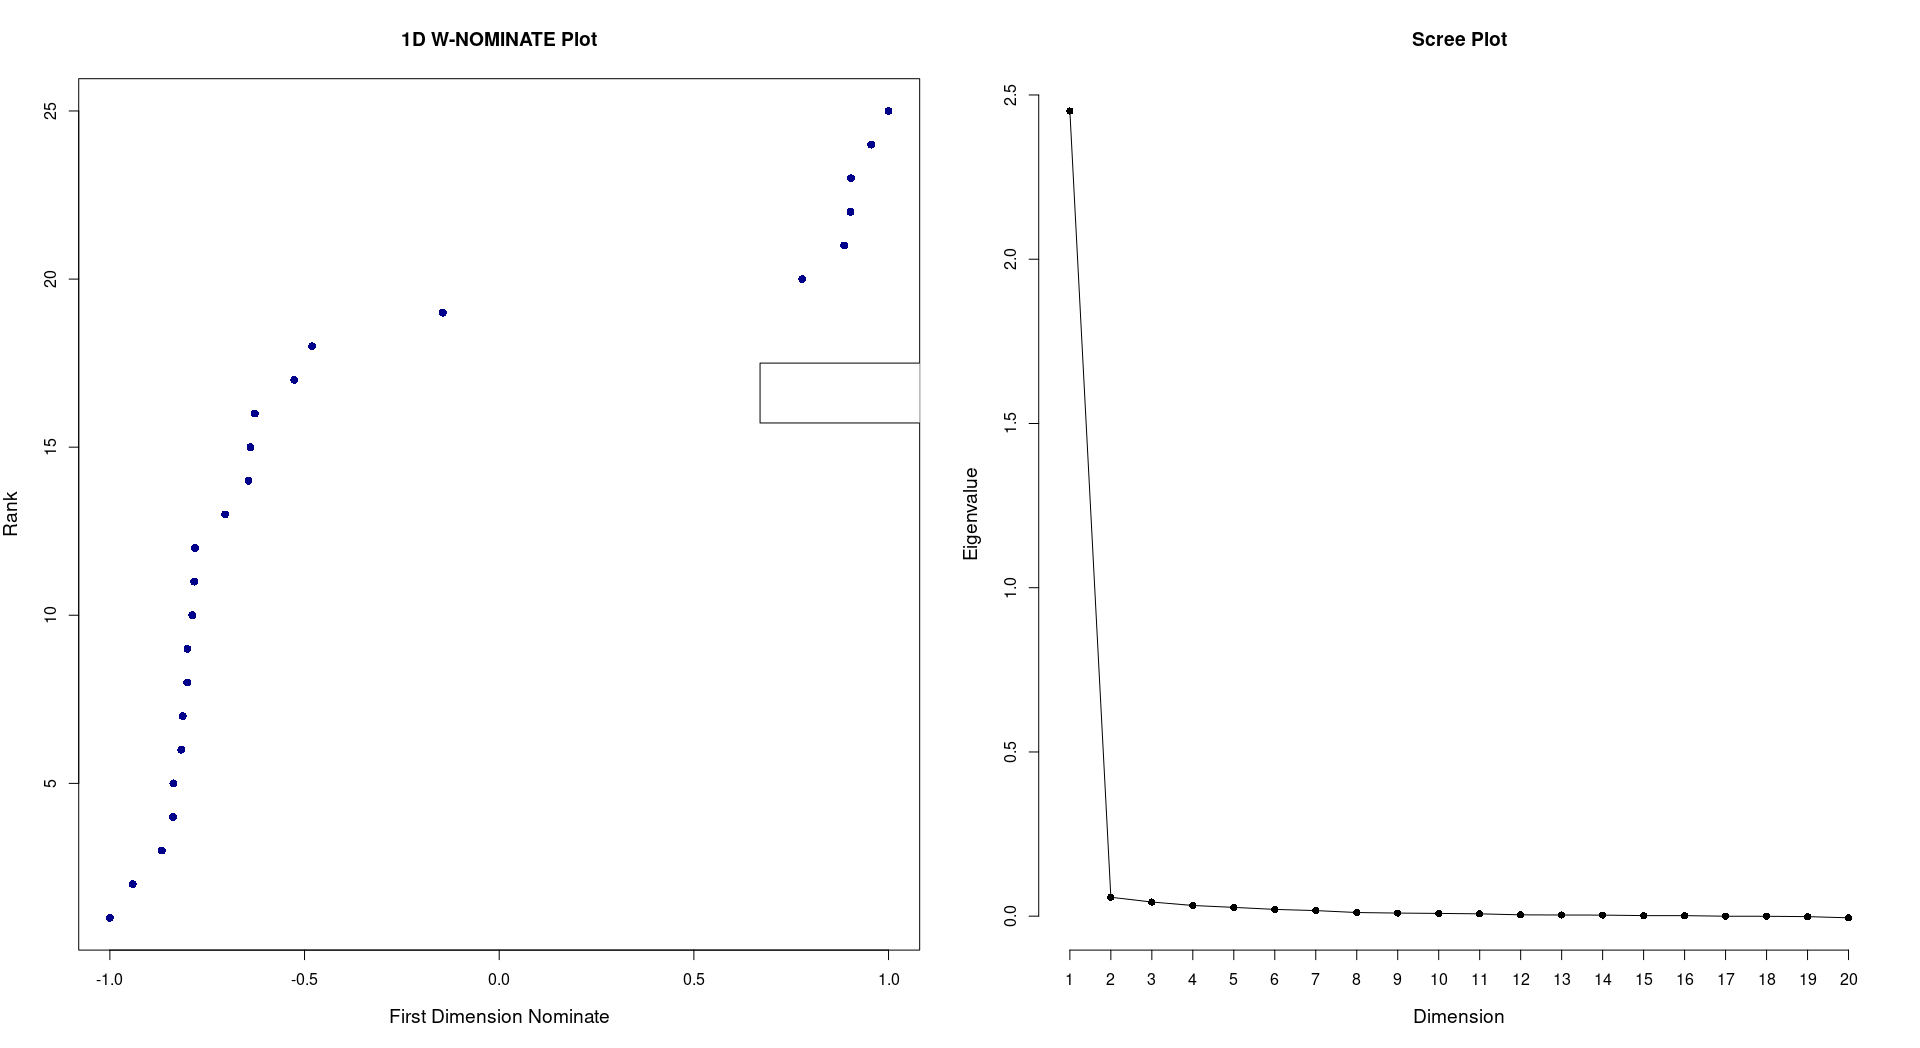 1D W-NOMINATE Plot
Rank
25
20
15
10
5
-1.0 -0.5 0.0 0.5 1.0
First Dimension Nominate
Scree Plot
Eigenvalue
2.5
2.0
1.5
1.0
0.5
0.0
1 2 3 4 5 6 7 8 9 10 11 12 13 14 15 16 17 18 19 20
Dimension